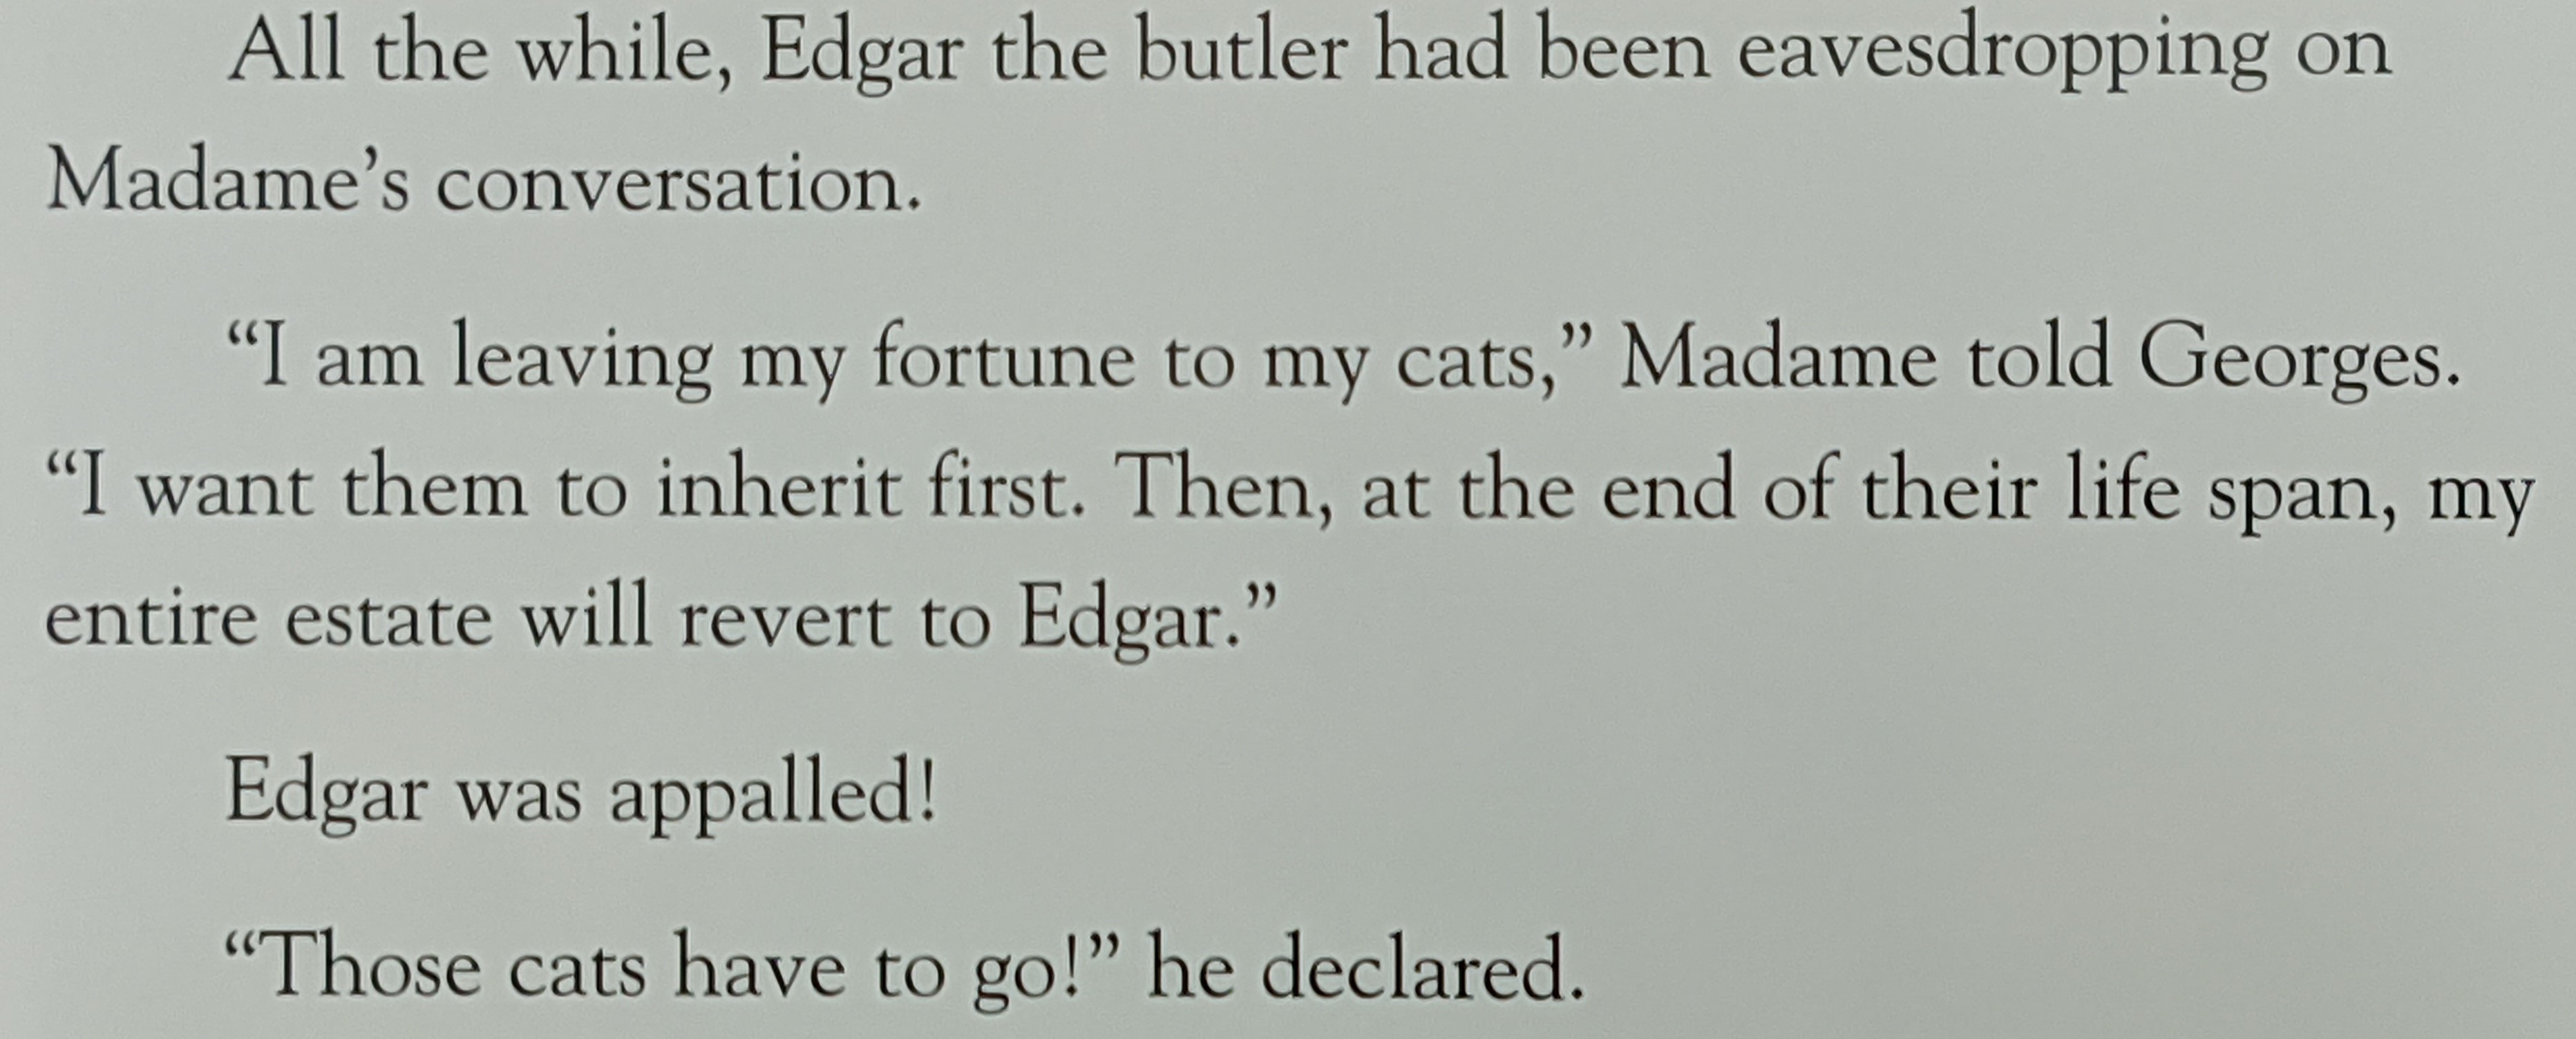 All the while, Edgar the butler had been eavesdropping on
Madame’s conversation.
“I am leaving my fortune to my cats,” Madame told Georges.
“I want them to inherit first. Then, at the end of their life span, my
entire estate will revert to Edgar.”
Edgar was appalled!
“Those cats have to go!” he declared.